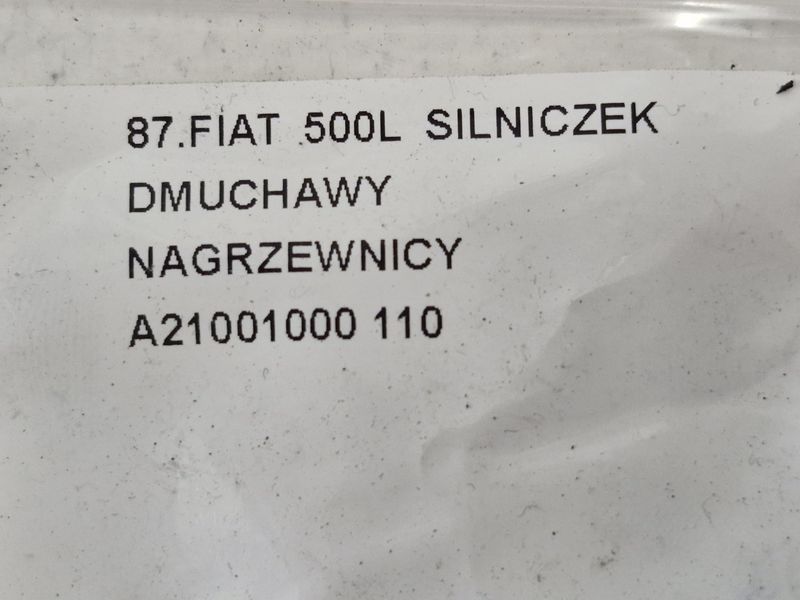 87.FIAT 500L SILNICZEK
DMUCHAWY
NAGRZEWNICY
A21001000 110